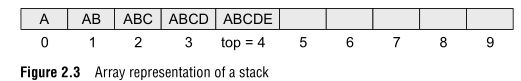 A AB ABC ABCD ABCDE
0 1 2 3 top = 4 5 6 7 8 9
Figure 2.3 Array representation of a stack